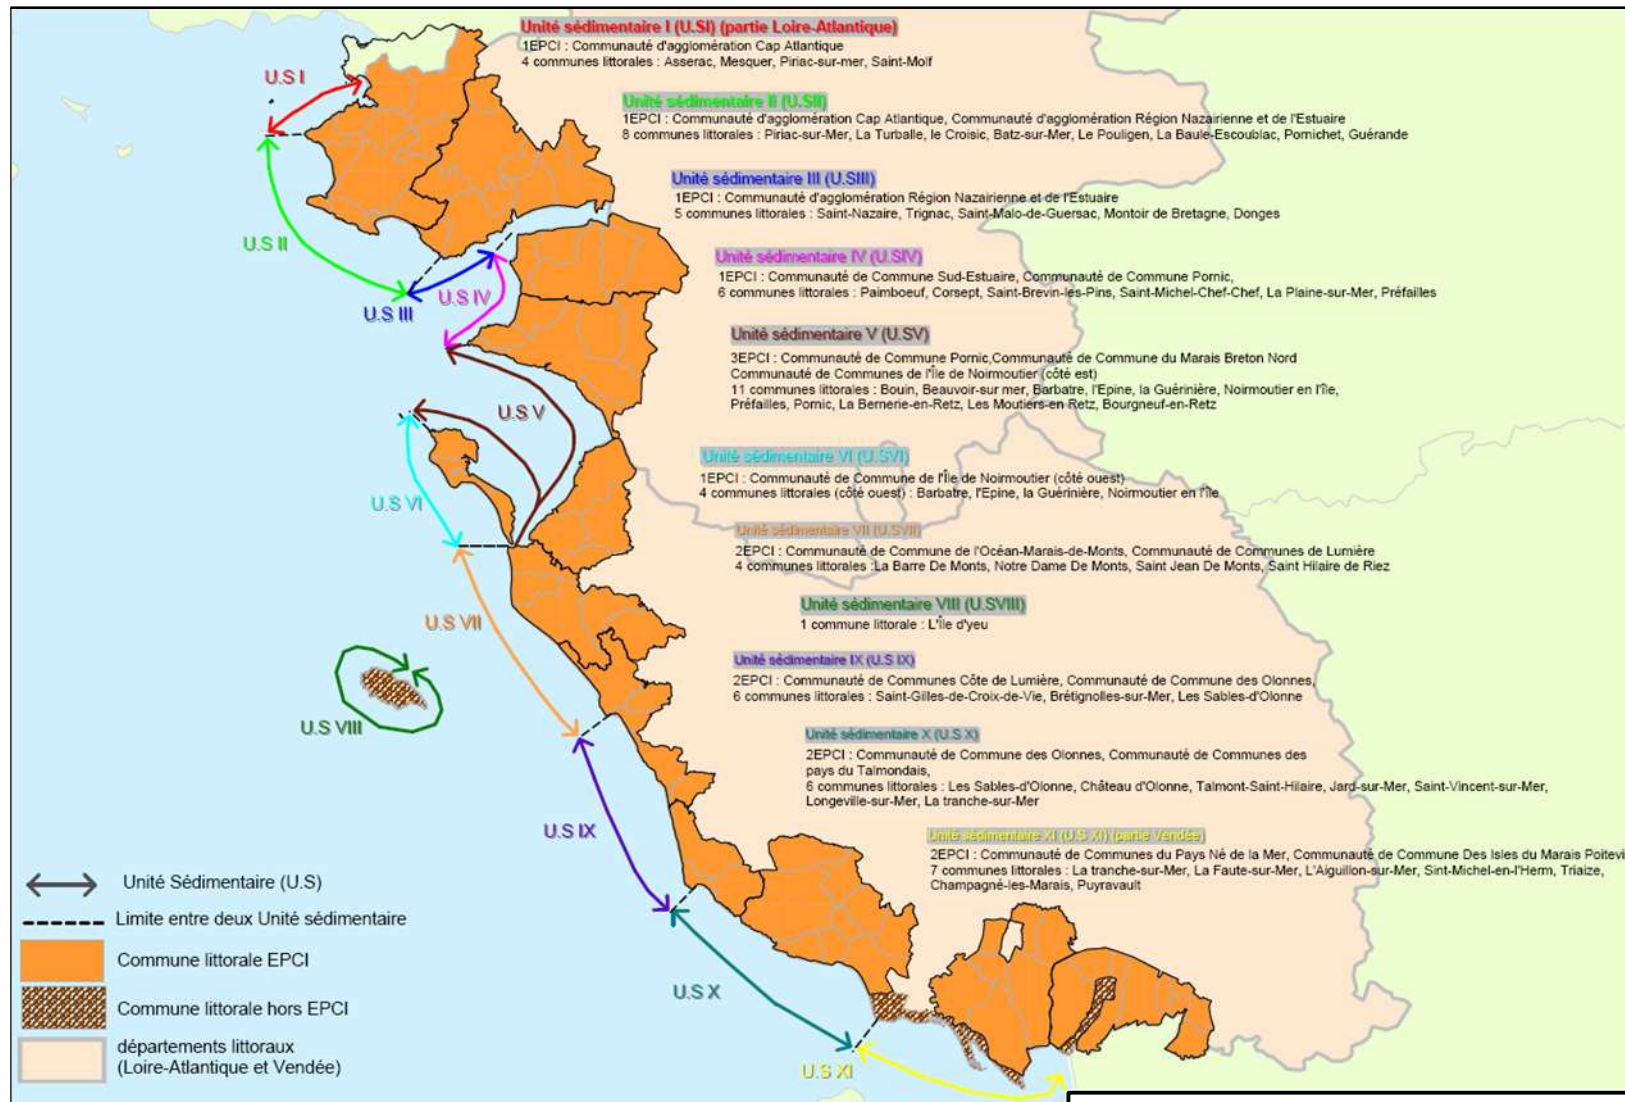 Unité sédimentaire I (U.SI) (partie Loire-Atlantique)
1EPCI : Communauté d'agglomération Cap Atlantique
4 communes littorales : Asserac, Mesquer, Piriac-sur-mer, Saint-Molf
Unité sédimentaire II (U.SII)
1EPCI : Communauté d'agglomération Cap Atlantique, Communauté d'agglomération Région Nazairienne et de l'Estuaire
8 communes littorales : Piriac-sur-Mer, La Turballe, le Croisic, Batz-sur-Mer, Le Pouligen, La Baule-Escoublac, Pornichet, Guérande
Unité sédimentaire III (U.SIII)
1EPCI : Communauté d'agglomération Région Nazairienne et de l'Estuaire
5 communes littorales : Saint-Nazaire, Trignac, Saint-Malo-de-Guersac, Montoir de Bretagne, Donges
Unité sédimentaire IV (U.SIV)
1EPCI : Communauté de Commune Sud-Estuaire, Communauté de Commune Pornic,
6 communes littorales : Paimboeuf, Corsept, Saint-Brevin-les-Pins, Saint-Michel-Chef-Chef, La Plaine-sur-Mer, Préfailles
Unité sédimentaire V (U.SV)
3EPCI : Communauté de Commune Pornic,Communauté de Commune du Marais Breton Nord
Communauté de Communes de l'Île de Noirmoutier (côté est)
11 communes littorales : Bouin, Beauvoir-sur mer, Barbatre, l'Epine, la Guérinière, Noirmoutier en l'île,
Préfailles, Pornic, La Bernerie-en-Retz, Les Moutiers-en Retz, Bourgneuf-en-Retz
Unité sédimentaire VI (U.SVI)
1EPCI : Communauté de Commune de l'Île de Noirmoutier (côté ouest)
4 communes littorales (côté ouest) : Barbatre, l'Epine, la Guérinière, Noirmoutier en l'île
Unité sédimentaire VII (U.SVII)
2EPCI : Communauté de Commune de l'Océan-Marais-de-Monts, Communauté de Communes de Lumière
4 communes littorales :La Barre De Monts, Notre Dame De Monts, Saint Jean De Monts, Saint Hilaire de Riez
Unité sédimentaire VIII (U.SVIII)
1 commune littorale : L'Île d'yeu
Unité sédimentaire IX (U.S IX)
2EPCI : Communauté de Communes Côte de Lumière, Communauté de Commune des Olonnes,
6 communes littorales : Saint-Gilles-de-Croix-de-Vie, Brétignolles-sur-Mer, Les Sables-d'Olonne
Unité sédimentaire X (U.S X)
2EPCI : Communauté de Commune des Olonnes, Communauté de Communes des
pays du Talmondais,
6 communes littorales : Les Sables-d'Olonne, Château d'Olonne, Talmont-Saint-Hilaire, Jard-sur-Mer, Saint-Vincent-sur-Mer,
Longeville-sur-Mer, La tranche-sur-Mer
Unité sédimentaire XI (U.S XI) (partie Vendée)
2EPCI : Communauté de Communes du Pays Né de la Mer, Communauté de Commune Des Isles du Marais Poitevi
7 communes littorales : La tranche-sur-Mer, La Faute-sur-Mer, L'Aiguillon-sur-Mer, Sint-Michel-en-l'Herm, Triaize,
Champagné-les-Marais, Puyravault
U.S I
U.S II
U.S III
U.S IV
U.S V
U.S VI
U.S VII
U.S VIII
U.S IX
U.S X
U.S XI
Unité Sédimentaire (U.S)
Limite entre deux Unité sédimentaire
Commune littorale EPCI
Commune littorale hors EPCI
départements littoraux
(Loire-Atlantique et Vendée)